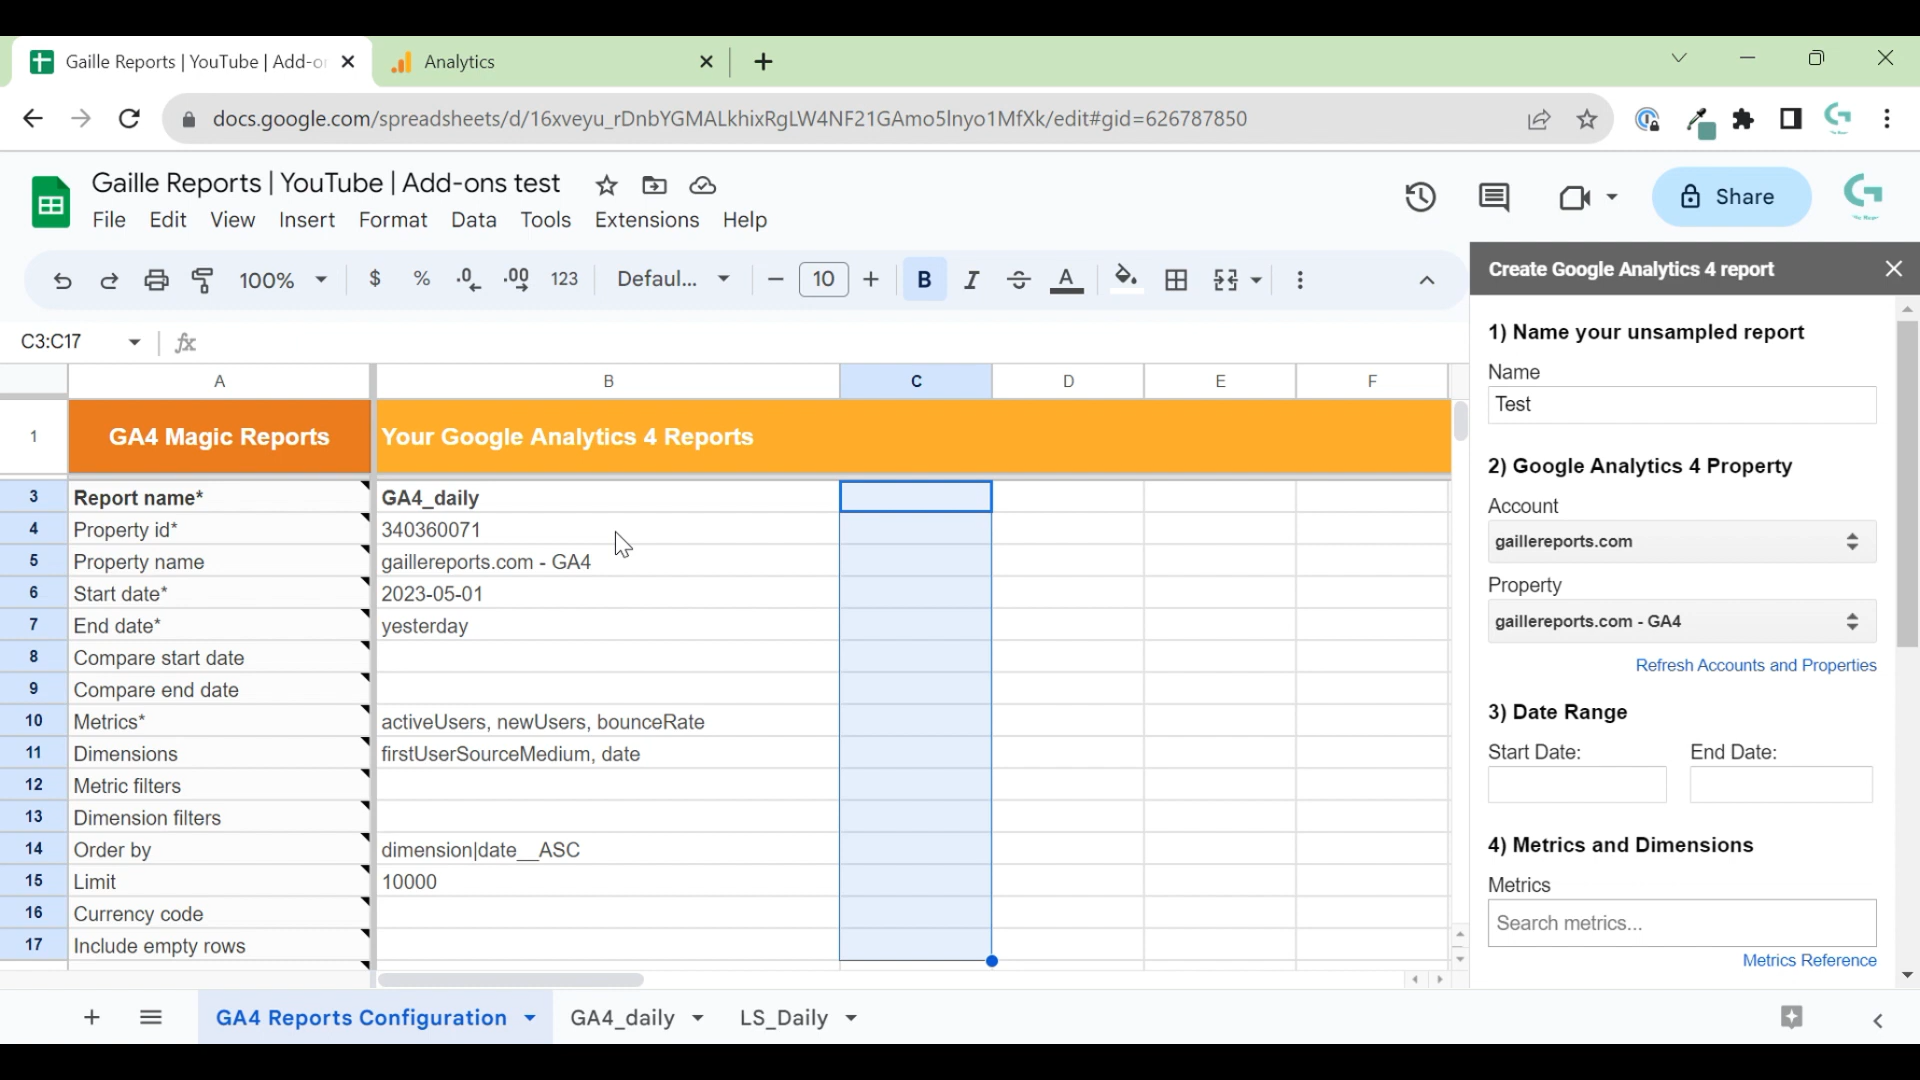 Gaille Reports | YouTube | Add-o
Analytics
docs.google.com/spreadsheets/d/16xveyu_rDnbYGMALkhixRgLW4NF21GAmo5lnyo1MfXk/edit#gid=626787850
Gaille Reports | YouTube | Add-ons test
File Edit View Insert Format Data Tools Extensions Help
Share
100% $ % .0 .00 123 Defaul... 10 B I A
C3:C17 fx
A B C D E F
1 GA4 Magic Reports Your Google Analytics 4 Reports
3 Report name* GA4_daily
4 Property id* 340360071
5 Property name gaillereports.com - GA4
6 Start date* 2023-05-01
7 End date* yesterday
8 Compare start date
9 Compare end date
10 Metrics* activeUsers, newUsers, bounceRate
11 Dimensions firstUserSourceMedium, date
12 Metric filters
13 Dimension filters
14 Order by dimension|date__ASC
15 Limit 10000
16 Currency code
17 Include empty rows
GA4 Reports Configuration GA4_daily LS_Daily
Create Google Analytics 4 report
1) Name your unsampled report
Name
Test
2) Google Analytics 4 Property
Account
gaillereports.com
Property
gaillereports.com - GA4
Refresh Accounts and Properties
3) Date Range
Start Date: End Date:
4) Metrics and Dimensions
Metrics
Search metrics...
Metrics Reference